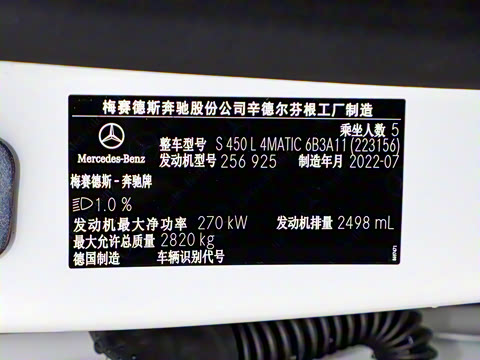 梅赛德斯奔驰股份公司辛德尔芬根工厂制造
乘坐人数 5
整车型号 S 450 L 4MATIC 6B3A11 (223156)
Mercedes-Benz
发动机型号 256 925 制造年月 2022-07
梅赛德斯-奔驰牌
1.0 %
发动机最大净功率 270 kW 发动机排量 2498 mL
最大允许总质量 2820 kg
德国制造 车辆识别代号